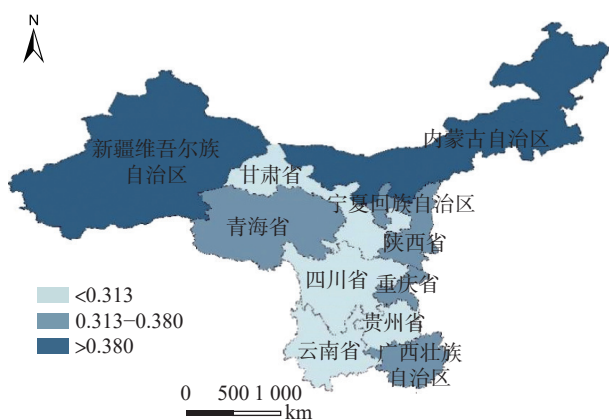 N
内蒙古自治区
新疆维吾尔族
自治区
甘肃省
宁夏回族自治区
青海省
陕西省
四川省
重庆省
<0.313
0.313-0.380
>0.380
贵州省
云南省
广西壮族
自治区
0 500 1 000
km